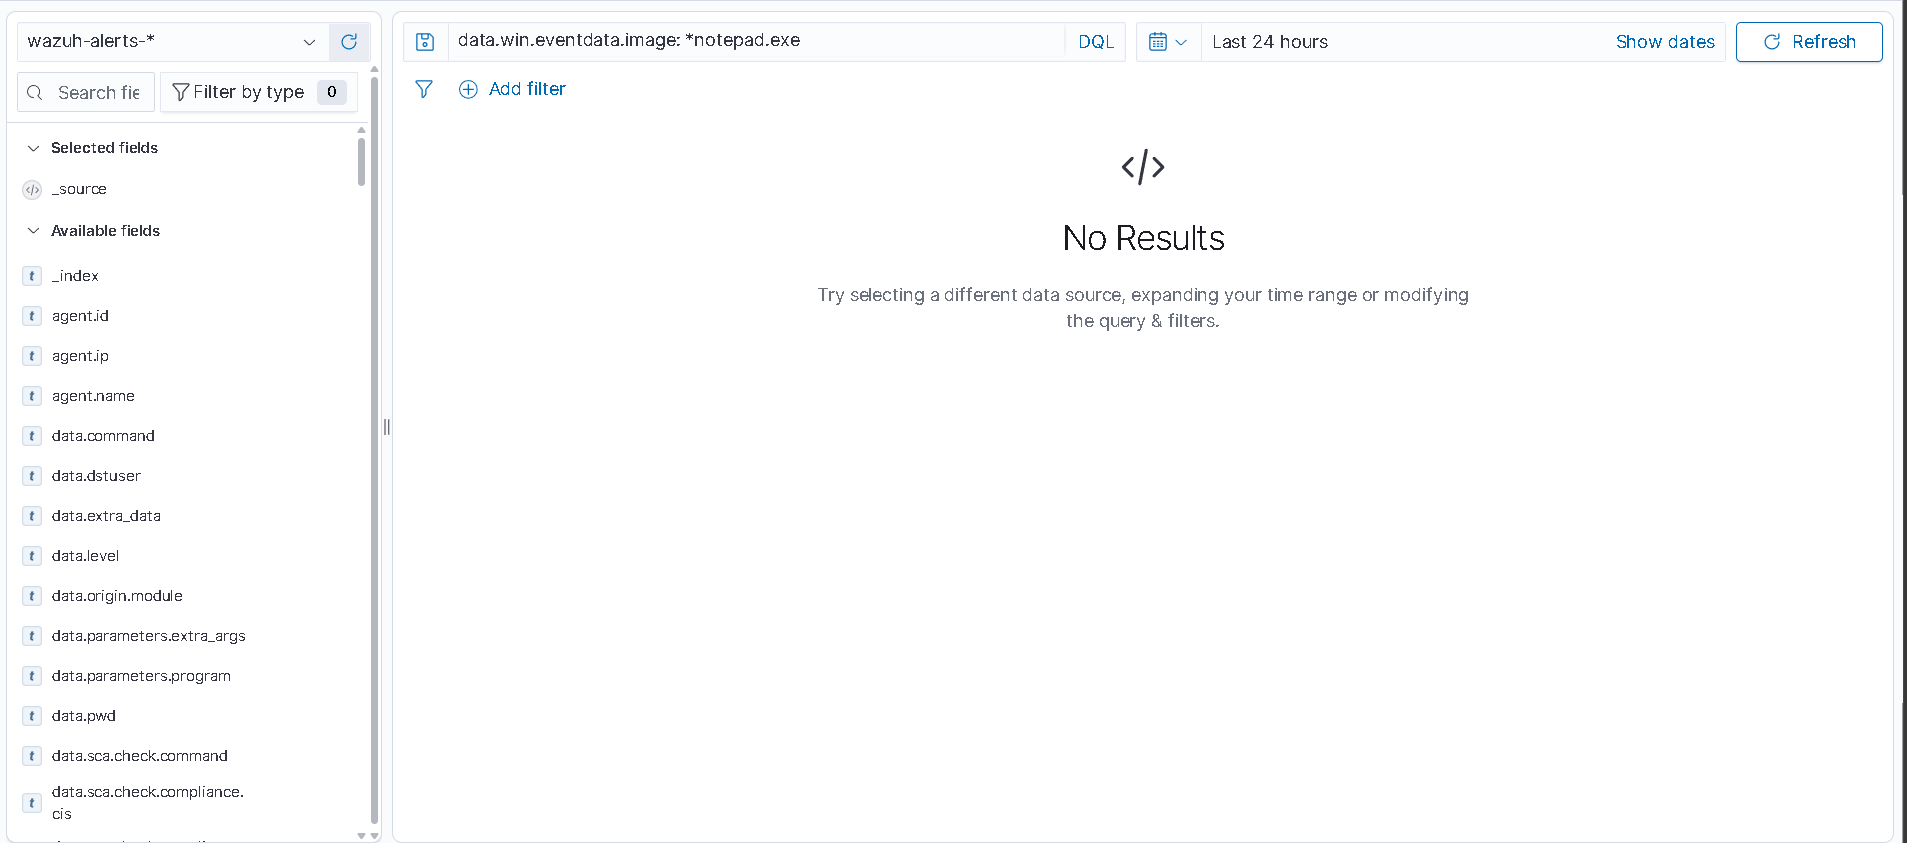 wazuh-alerts-*
Search fie
Filter by type 0
Selected fields
_source
Available fields
t _index
t agent.id
t agent.ip
t agent.name
t data.command
t data.dstuser
t data.extra_data
t data.level
t data.origin.module
t data.parameters.extra_args
t data.parameters.program
t data.pwd
t data.sca.check.command
t data.sca.check.compliance.
cis
data.win.eventdata.image: *notepad.exe
DQL
Last 24 hours
Show dates
Refresh
Add filter
No Results
Try selecting a different data source, expanding your time range or modifying
the query & filters.